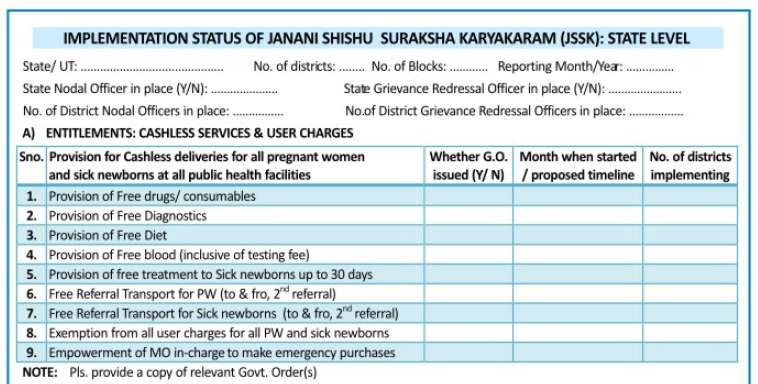 IMPLEMENTATION STATUS OF JANANI SHISHU SURAKSHA KARYAKARAM (JSSK): STATE LEVEL
State/ UT: ............................................ No. of districts: ........ No. of Blocks: ............ Reporting Month/Year: ...............
State Nodal Officer in place (Y/N): ..................... State Grievance Redressal Officer in place (Y/N): .......................
No. of District Nodal Officers in place: ................ No.of District Grievance Redressal Officers in place: .................
A) ENTITLEMENTS: CASHLESS SERVICES & USER CHARGES
Sno. Provision for Cashless deliveries for all pregnant women Whether G.O. Month when started No. of districts
and sick newborns at all public health facilities issued (Y/ N) / proposed timeline implementing
1. Provision of Free drugs/ consumables
2. Provision of Free Diagnostics
3. Provision of Free Diet
4. Provision of Free blood (inclusive of testing fee)
5. Provision of free treatment to Sick newborns up to 30 days
6. Free Referral Transport for PW (to & fro, 2nd referral)
7. Free Referral Transport for Sick newborns (to & fro, 2nd referral)
8. Exemption from all user charges for all PW and sick newborns
9. Empowerment of MO in-charge to make emergency purchases
NOTE: Pls. provide a copy of relevant Govt. Order(s)